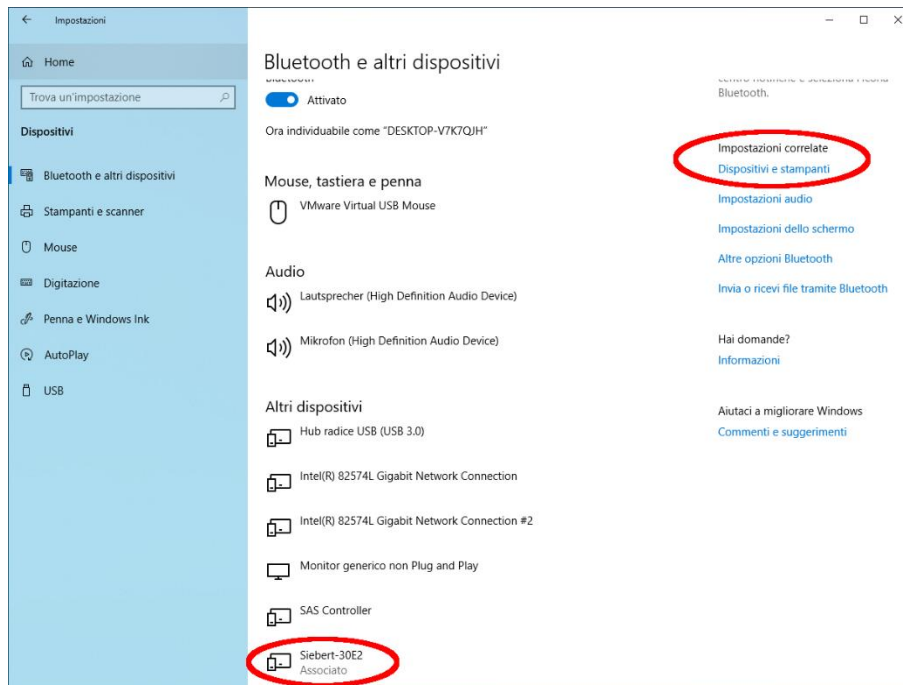 Impostazioni
Home
Trova un'impostazione
Dispositivi
Bluetooth e altri dispositivi
Stampanti e scanner
Mouse
Digitazione
Penna e Windows Ink
AutoPlay
USB
Bluetooth e altri dispositivi
Bluetooth
Attivato
Ora individuabile come "DESKTOP-V7K7QJH"
Mouse, tastiera e penna
VMware Virtual USB Mouse
Audio
Lautsprecher (High Definition Audio Device)
Mikrofon (High Definition Audio Device)
Altri dispositivi
Hub radice USB (USB 3.0)
Intel(R) 82574L Gigabit Network Connection
Intel(R) 82574L Gigabit Network Connection #2
Monitor generico non Plug and Play
SAS Controller
Siebert-30E2
Associato
centro notifiche e seleziona l'icona
Bluetooth.
Impostazioni correlate
Dispositivi e stampanti
Impostazioni audio
Impostazioni dello schermo
Altre opzioni Bluetooth
Invia o ricevi file tramite Bluetooth
Hai domande?
Informazioni
Aiutaci a migliorare Windows
Commenti e suggerimenti